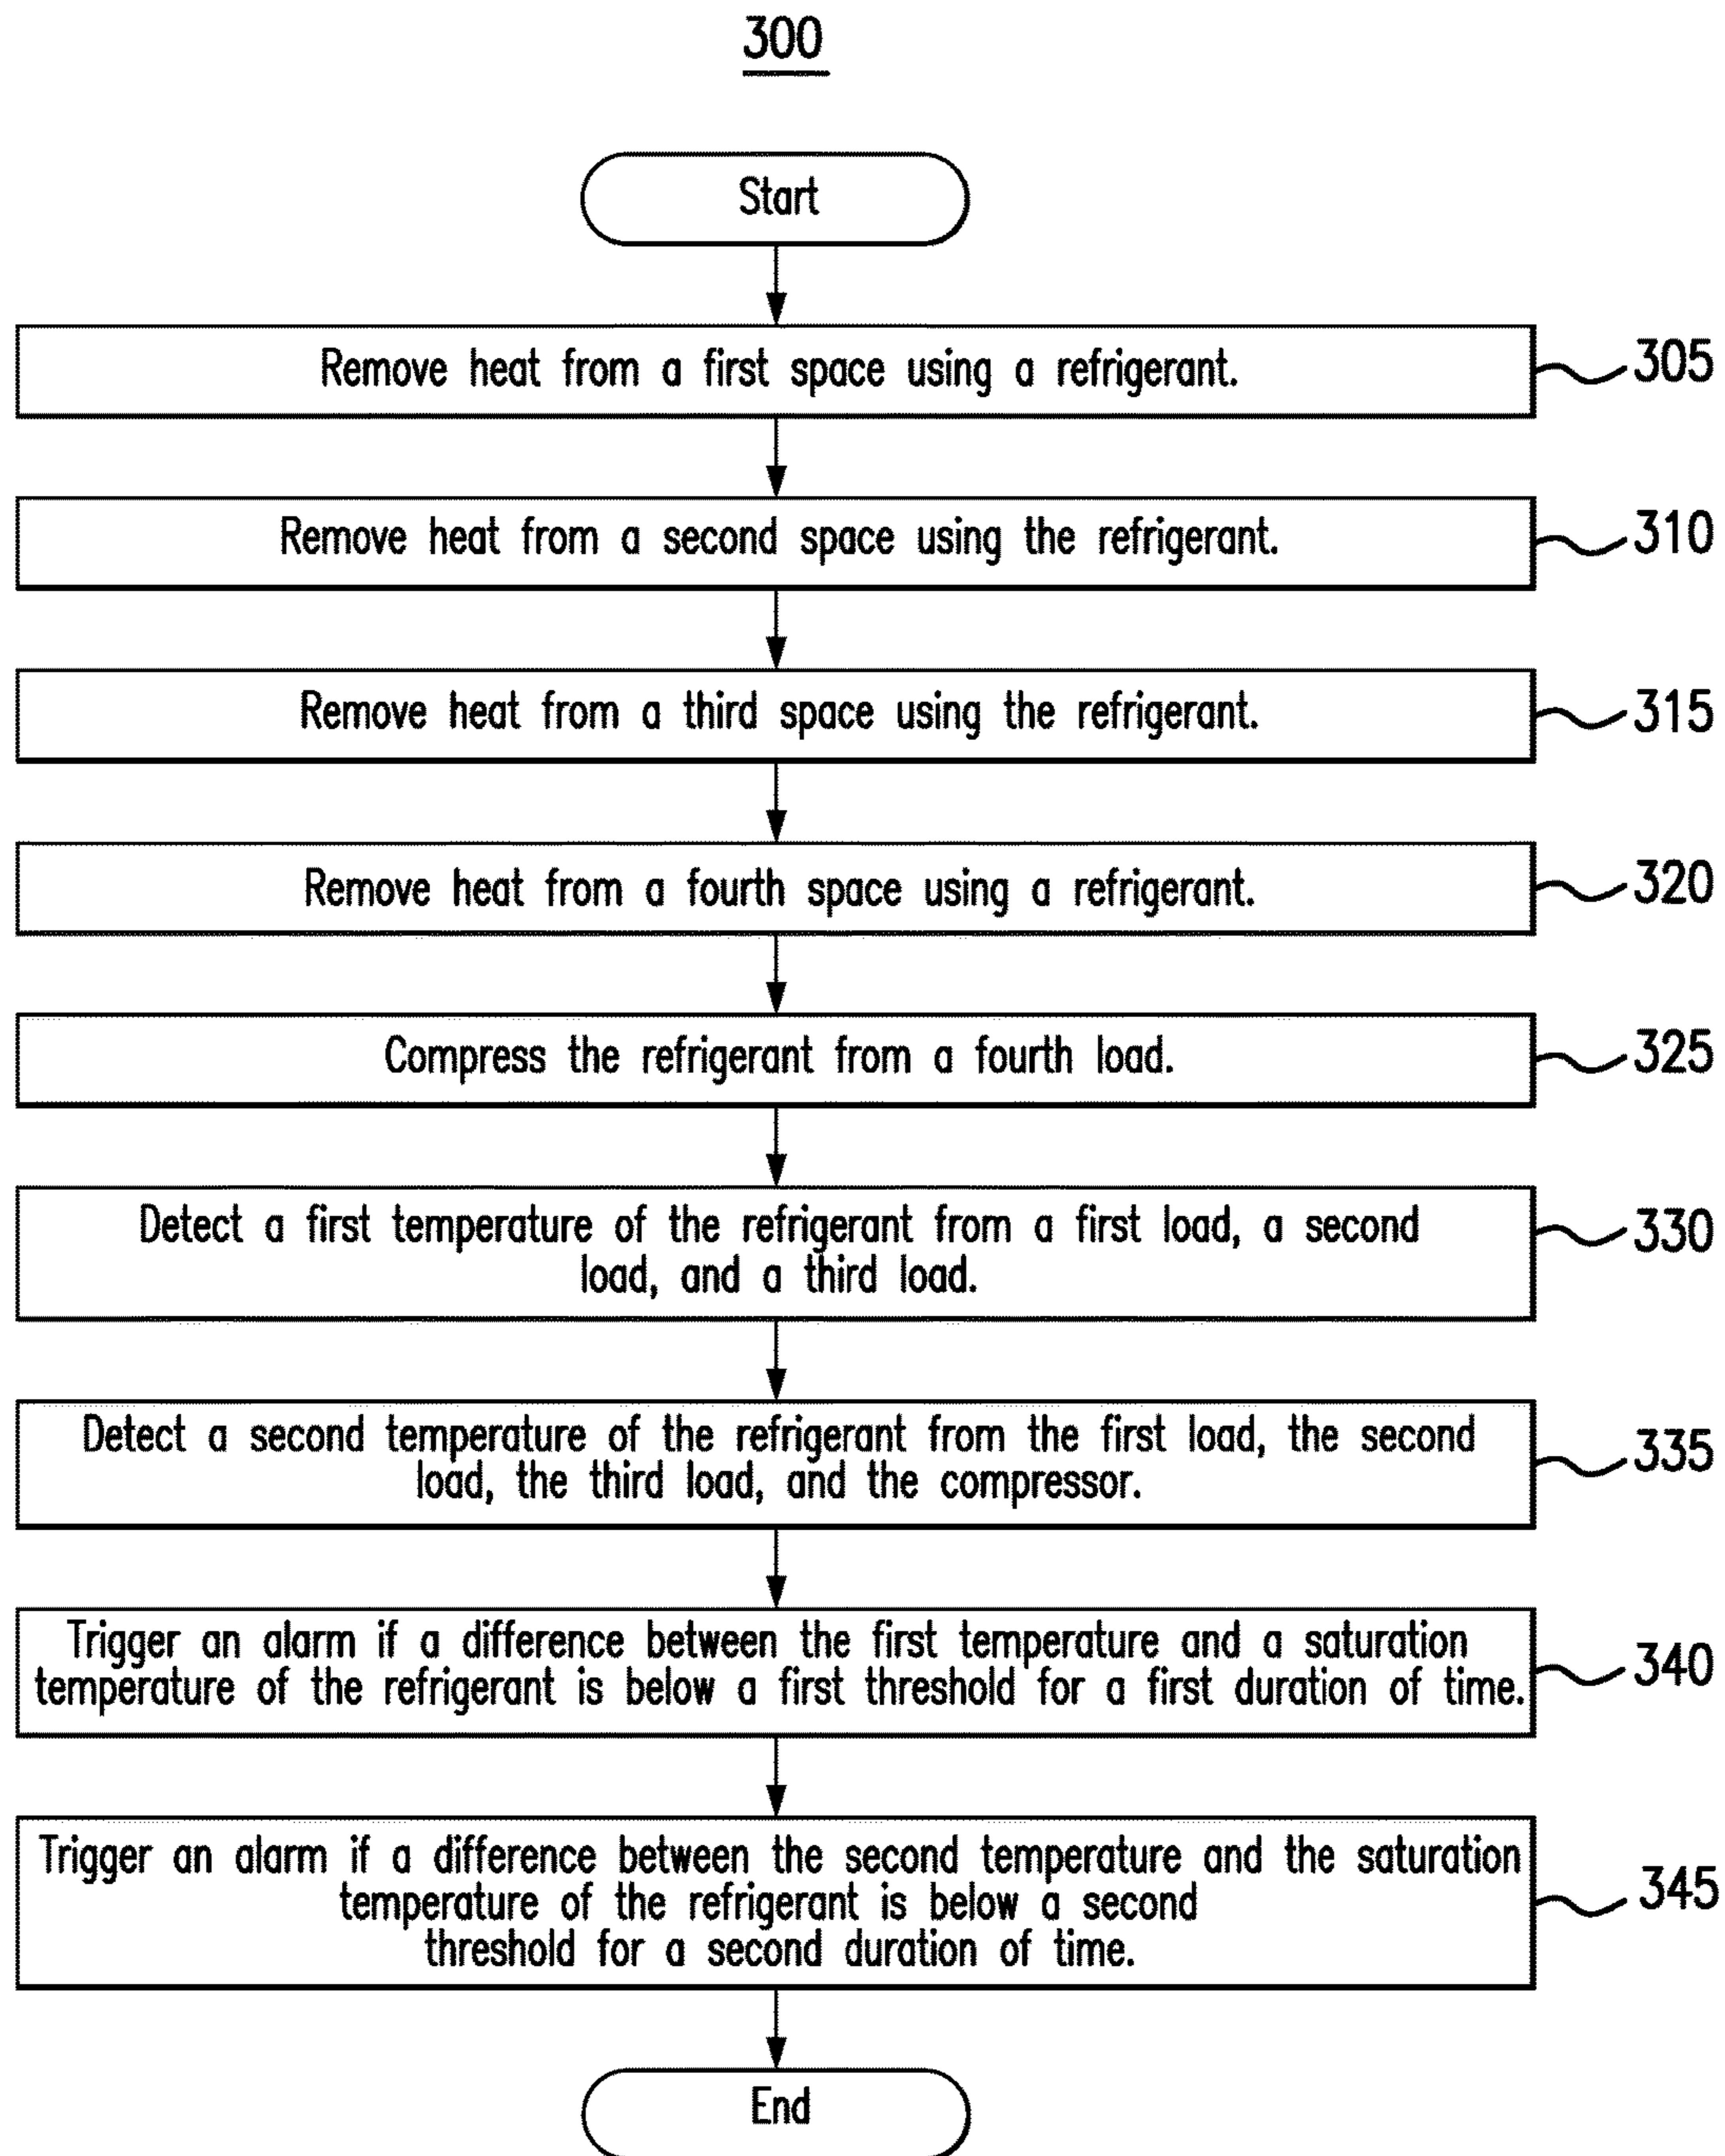 300
Start
Remove heat from a first space using a refrigerant.
305
Remove heat from a second space using the refrigerant.
310
Remove heat from a third space using the refrigerant.
315
Remove heat from a fourth space using a refrigerant.
320
Compress the refrigerant from a fourth load.
325
Detect a first temperature of the refrigerant from a first load, a second
load, and a third load.
330
Detect a second temperature of the refrigerant from the first load, the second
load, the third load, and the compressor.
335
Trigger an alarm if a difference between the first temperature and a saturation
temperature of the refrigerant is below a first threshold for a first duration of time.
340
Trigger an alarm if a difference between the second temperature and the saturation
temperature of the refrigerant is below a second
threshold for a second duration of time.
345
End